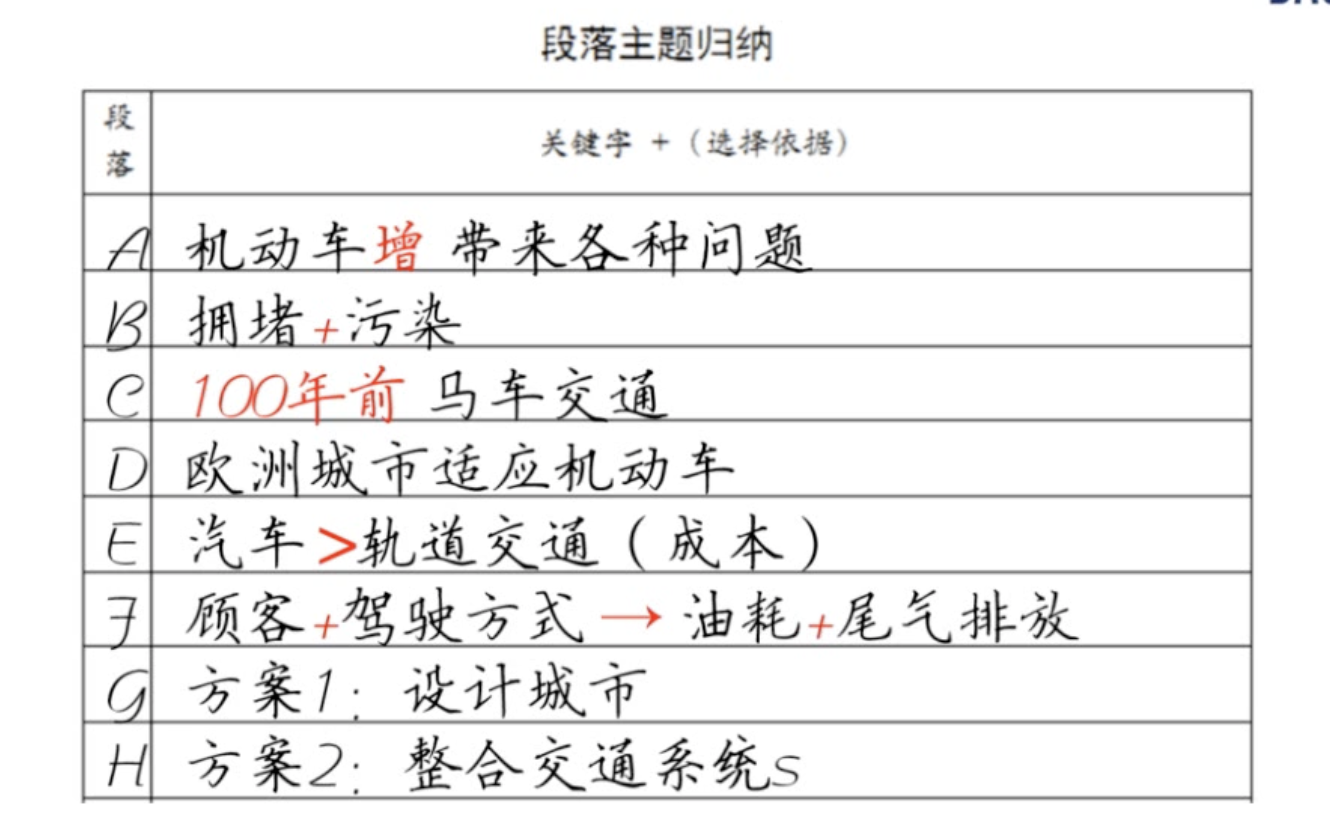 段落主题归纳
段落 关键字 +（选择依据）
A 机动车增 带来各种问题
B 拥堵+污染
C 100年前 马车交通
D 欧洲城市适应机动车
E 汽车>轨道交通（成本）
F 顾客+驾驶方式 → 油耗+尾气排放
G 方案1: 设计城市
H 方案2: 整合交通系统s